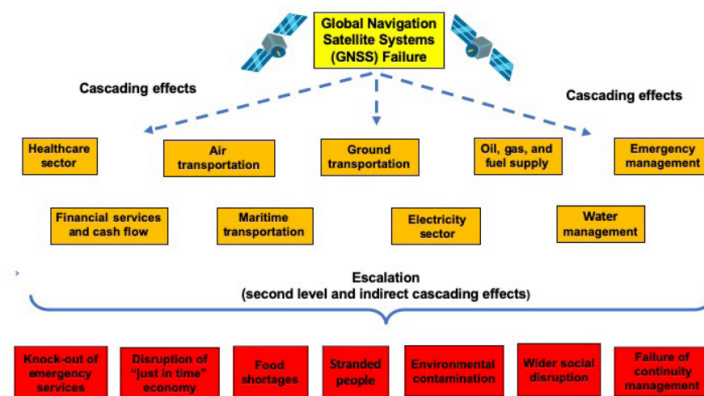 Global Navigation
Satellite Systems
(GNSS) Failure
Cascading effects
Cascading effects
Healthcare
sector
Air
transportation
Ground
transportation
Oil, gas, and
fuel supply
Emergency
management
Financial services
and cash flow
Maritime
transportation
Electricity
sector
Water
management
Escalation
(second level and indirect cascading effects)
Knock-out of
emergency
services
Disruption of
"just in time"
economy
Food
shortages
Stranded
people
Environmental
contamination
Wider social
disruption
Failure of
continuity
management